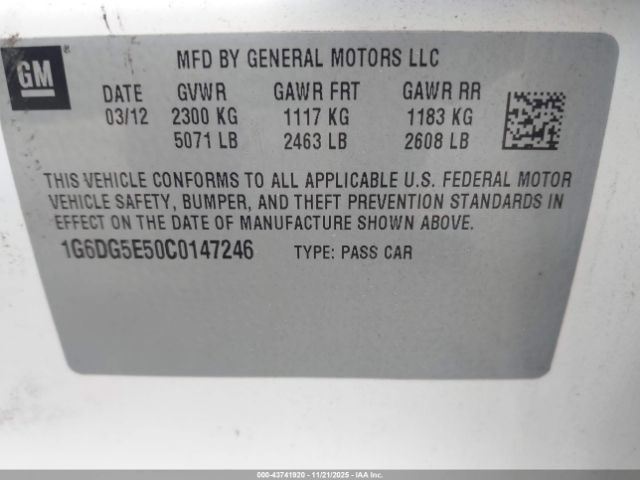 GM
MFD BY GENERAL MOTORS LLC
DATE GVWR GAWR FRT GAWR RR
03/12 2300 KG 1117 KG 1183 KG
5071 LB 2463 LB 2608 LB
THIS VEHICLE CONFORMS TO ALL APPLICABLE U.S. FEDERAL MOTOR
VEHICLE SAFETY, BUMPER, AND THEFT PREVENTION STANDARDS IN
EFFECT ON THE DATE OF MANUFACTURE SHOWN ABOVE.
1G6DG5E50C0147246 TYPE: PASS CAR
000-43741920 - 11/21/2025 - IAAI.COM